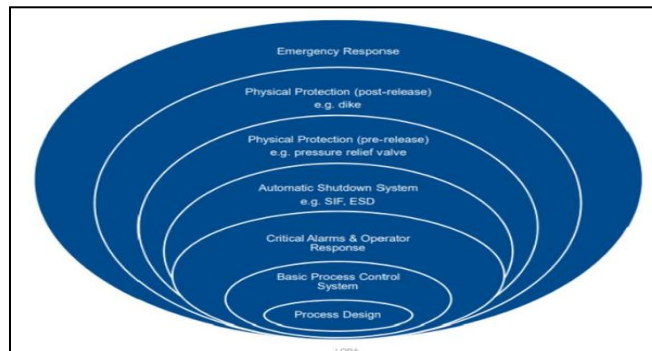 Emergency Response
Physical Protection (post-release)
e.g. dike
Physical Protection (pre-release)
e.g. pressure relief valve
Automatic Shutdown System
e.g. SIF, ESD
Critical Alarms & Operator
Response
Basic Process Control
System
Process Design